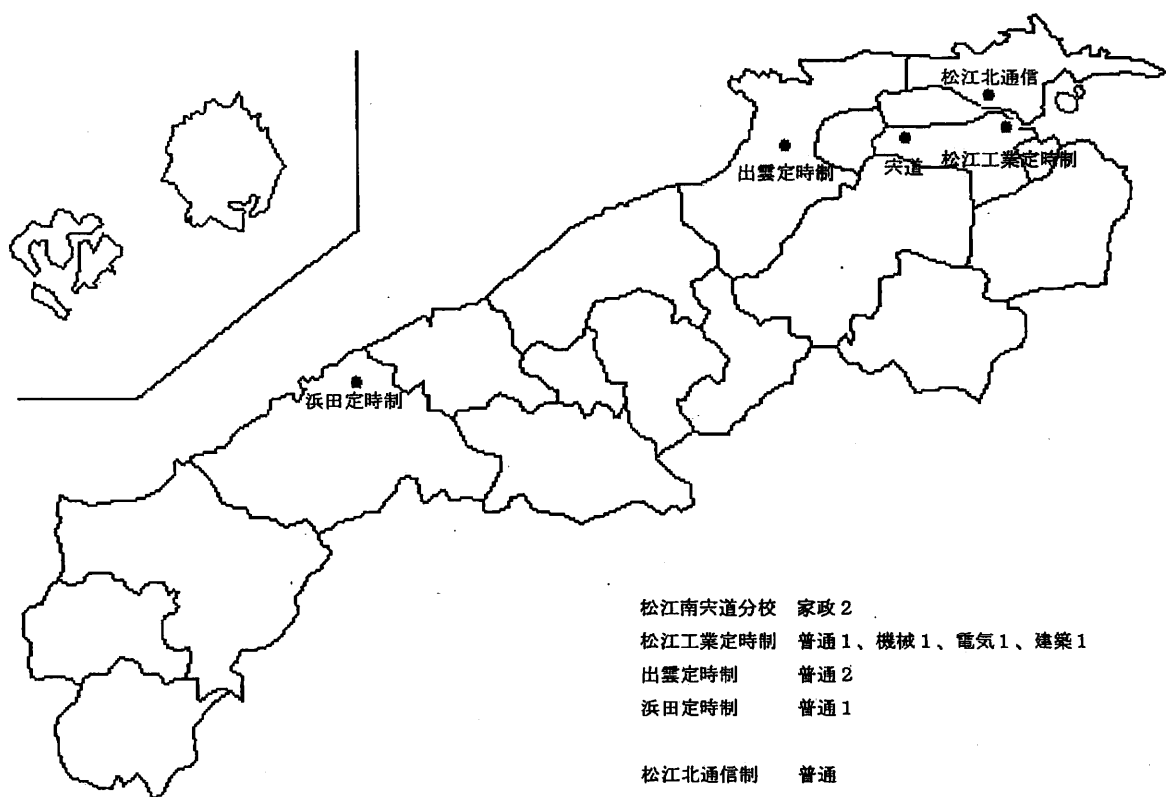 松江北通信
出雲定時制
宍道
松江工業定時制
浜田定時制
松江南宍道分校 家政2
松江工業定時制 普通1、機械1、電気1、建築1
出雲定時制 普通2
浜田定時制 普通1
松江北通信制 普通